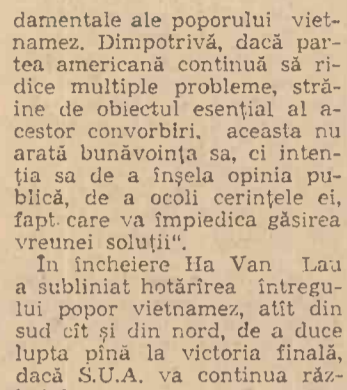 damentale ale poporului viet-
namez. Dimpotrivă, dacă par-
tea americană continuă să ri-
dice multiple probleme, stră-
ine de obiectul esențial al a-
cestor convorbiri, aceasta nu
arată bunăvoința sa, ci inten-
ția sa de a înșela opinia pu-
blică, de a ocoli cerințele ei,
fapt care va împiedica găsirea
vreunei soluții“.
În încheiere Ha Van Lau
a subliniat hotărîrea întregu-
lui popor vietnamez, atît din
sud cît și din nord, de a duce
lupta pînă la victoria finală,
dacă S.U.A. va continua răz-